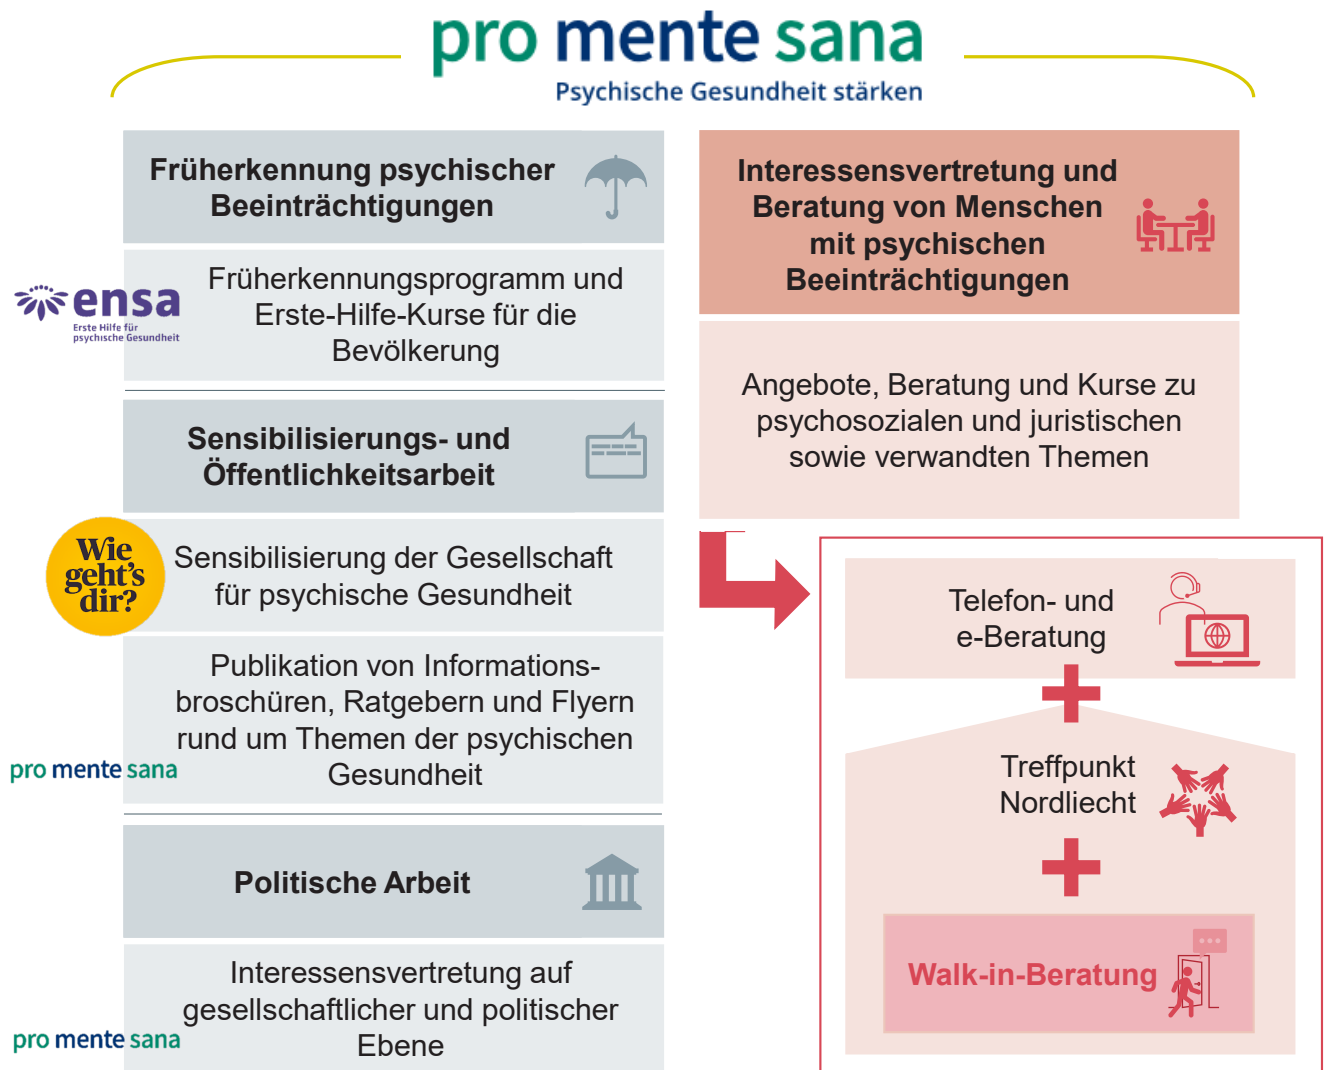 pro mente sana
Psychische Gesundheit stärken
Früherkennung psychischer
Beeinträchtigungen
ensa
Erste Hilfe für
psychische Gesundheit
Früherkennungsprogramm und
Erste-Hilfe-Kurse für die
Bevölkerung
Sensibilisierungs- und
Öffentlichkeitsarbeit
Wie
geht's
dir?
Sensibilisierung der Gesellschaft
für psychische Gesundheit
Publikation von Informations-
broschüren, Ratgebern und Flyern
rund um Themen der psychischen
Gesundheit
pro mente sana
Politische Arbeit
Interessensvertretung auf
gesellschaftlicher und politischer
Ebene
pro mente sana
Interessensvertretung und
Beratung von Menschen
mit psychischen
Beeinträchtigungen
Angebote, Beratung und Kurse zu
psychosozialen und juristischen
sowie verwandten Themen
Telefon- und
e-Beratung
Treffpunkt
Nordliecht
Walk-in-Beratung